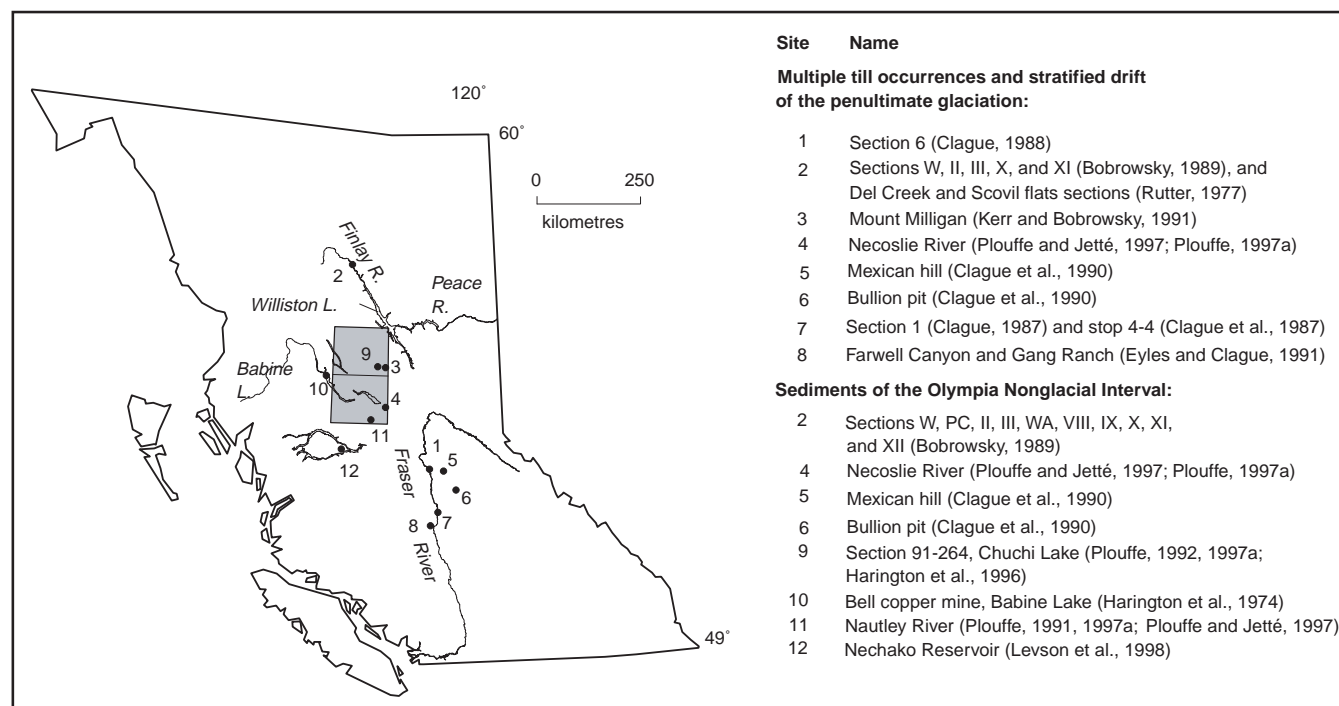 120°
60°
0 250
kilometres
Finlay R.
2
Peace
R.
Williston L.
9
3
Babine
L.
10
4
11
12
Fraser
River
1
5
6
7
8
49°
Site Name
Multiple till occurrences and stratified drift
of the penultimate glaciation:
1 Section 6 (Clague, 1988)
2 Sections W, II, III, X, and XI (Bobrowsky, 1989), and
Del Creek and Scovil flats sections (Rutter, 1977)
3 Mount Milligan (Kerr and Bobrowsky, 1991)
4 Necoslie River (Plouffe and Jetté, 1997; Plouffe, 1997a)
5 Mexican hill (Clague et al., 1990)
6 Bullion pit (Clague et al., 1990)
7 Section 1 (Clague, 1987) and stop 4-4 (Clague et al., 1987)
8 Farwell Canyon and Gang Ranch (Eyles and Clague, 1991)
Sediments of the Olympia Nonglacial Interval:
2 Sections W, PC, II, III, WA, VIII, IX, X, XI,
and XII (Bobrowsky, 1989)
4 Necoslie River (Plouffe and Jetté, 1997; Plouffe, 1997a)
5 Mexican hill (Clague et al., 1990)
6 Bullion pit (Clague et al., 1990)
9 Section 91-264, Chuchi Lake (Plouffe, 1992, 1997a;
Harington et al., 1996)
10 Bell copper mine, Babine Lake (Harington et al., 1974)
11 Nautley River (Plouffe, 1991, 1997a; Plouffe and Jetté, 1997)
12 Nechako Reservoir (Levson et al., 1998)